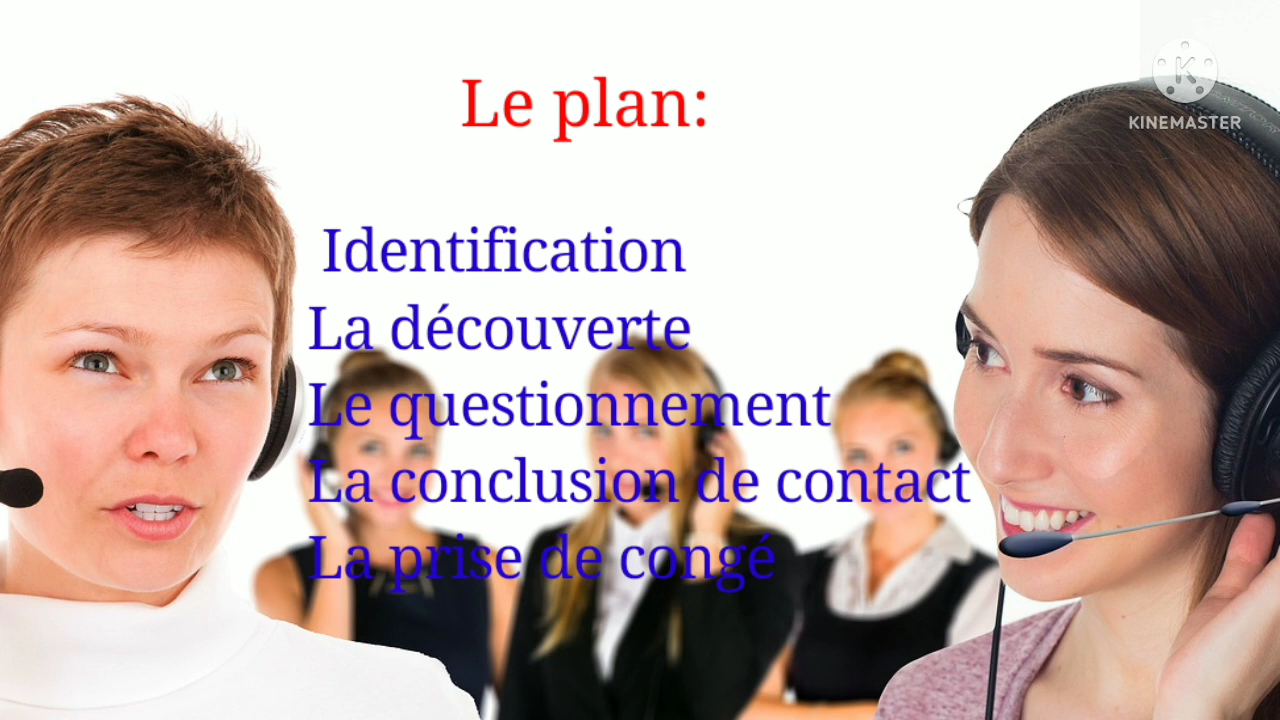 Le plan:
KINEMASTER
Identification
La découverte
Le questionnement
La conclusion de contact
La prise de congé